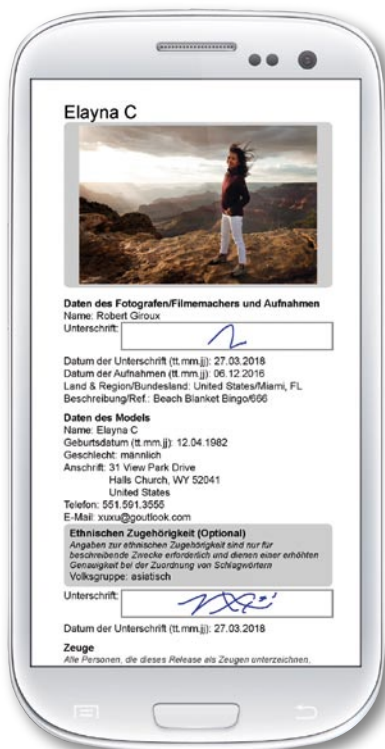 Elayna C
Daten des Fotografen/Filmemachers und Aufnahmen
Name: Robert Giroux
Unterschrift:
Datum der Unterschrift (tt.mm.jj): 27.03.2018
Datum der Aufnahmen (tt.mm.jj): 06.12.2016
Land & Region/Bundesland: United States/Miami, FL
Beschreibung/Ref.: Beach Blanket Bingo/666
Daten des Models
Name: Elayna C
Geburtsdatum (tt.mm.jj): 12.04.1982
Geschlecht: männlich
Anschrift: 31 View Park Drive
Halls Church, WY 52041
United States
Telefon: 551.591.3555
E-Mail: xuxu@goutlook.com
Ethnischen Zugehörigkeit (Optional)
Angaben zur ethnischen Zugehörigkeit sind nur für
beschreibende Zwecke erforderlich und dienen einer erhöhten
Genauigkeit bei der Zuordnung von Schlagwörtern
Volksgruppe: asiatisch
Unterschrift:
Datum der Unterschrift (tt.mm.jj): 27.03.2018
Zeuge
Alle Personen, die dieses Release als Zeugen unterzeichnen,